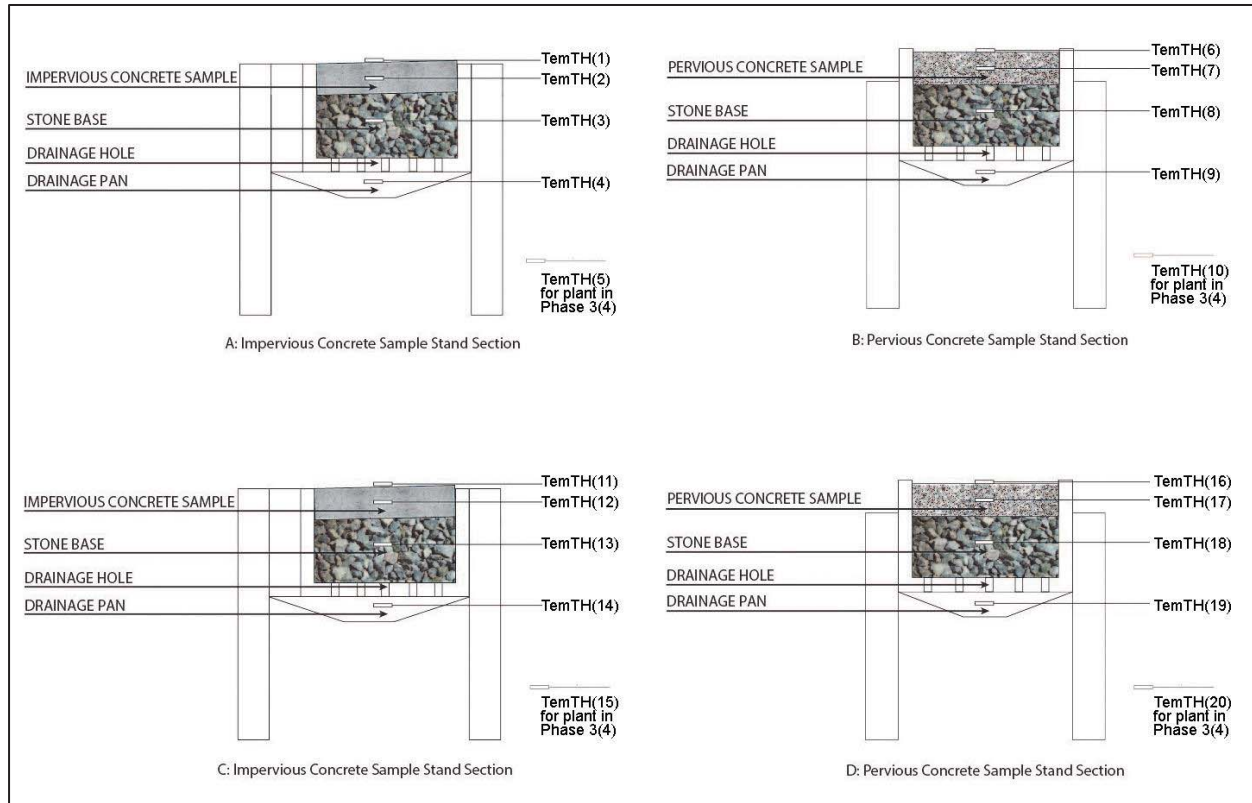 IMPERVIOUS CONCRETE SAMPLE
STONE BASE
DRAINAGE HOLE
DRAINAGE PAN
TemTH(1)
TemTH(2)
TemTH(3)
TemTH(4)
TemTH(5)
for plant in
Phase 3(4)
A: Impervious Concrete Sample Stand Section
PERVIOUS CONCRETE SAMPLE
STONE BASE
DRAINAGE HOLE
DRAINAGE PAN
TemTH(6)
TemTH(7)
TemTH(8)
TemTH(9)
TemTH(10)
for plant in
Phase 3(4)
B: Pervious Concrete Sample Stand Section
IMPERVIOUS CONCRETE SAMPLE
STONE BASE
DRAINAGE HOLE
DRAINAGE PAN
TemTH(11)
TemTH(12)
TemTH(13)
TemTH(14)
TemTH(15)
for plant in
Phase 3(4)
C: Impervious Concrete Sample Stand Section
PERVIOUS CONCRETE SAMPLE
STONE BASE
DRAINAGE HOLE
DRAINAGE PAN
TemTH(16)
TemTH(17)
TemTH(18)
TemTH(19)
TemTH(20)
for plant in
Phase 3(4)
D: Pervious Concrete Sample Stand Section